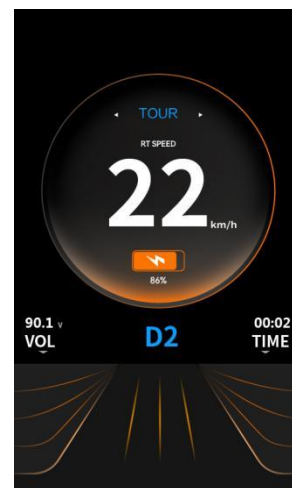 TOUR
RT SPEED
22 km/h
86%
90.1 v
VOL
D2
00:02
TIME